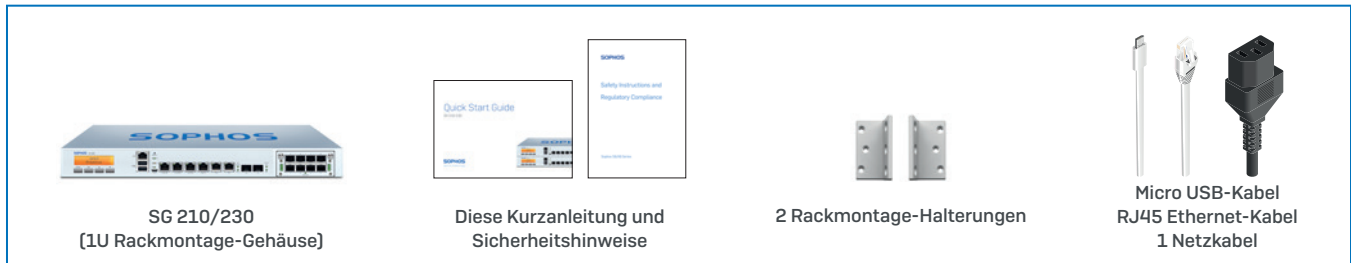 SOPHOS
SG 210/230
(1U Rackmontage-Gehäuse)
Quick Start Guide
SOPHOS
SOPHOS
Safety Instructions and
Regulatory Compliance
Diese Kurzanleitung und
Sicherheitshinweise
2 Rackmontage-Halterungen
Micro USB-Kabel
RJ45 Ethernet-Kabel
1 Netzkabel